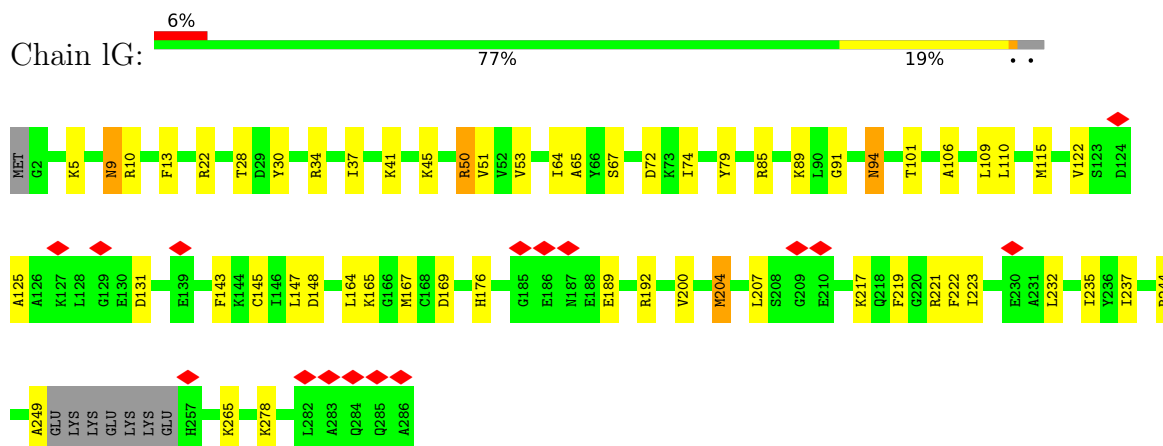 6%
Chain lG:
77% 19% • •
MET G2 K5 N9 R10 F13 R22 T28 D29 Y30 R34 I37 K41 K45 R50 V51 V52 V53 I64 A65 Y66 S67 D72 K73 I74 Y79 R85 K89 L90 G91 N94 T101 A106 L109 L110 M115 V122 S123 D124
A125 A126 K127 L128 G129 E130 D131 E139 F143 K144 C145 I146 L147 D148 L164 K165 G166 M167 C168 D169 H176 G185 E186 N187 E188 E189 R192 V200 M204 L207 S208 G209 E210 K217 Q218 F219 G220 R221 F222 I223 E230 A231 L232 I235 Y236 I237
A249 GLU LYS LYS GLU LYS LYS GLU H257 K265 K278 L282 A283 Q284 Q285 A286